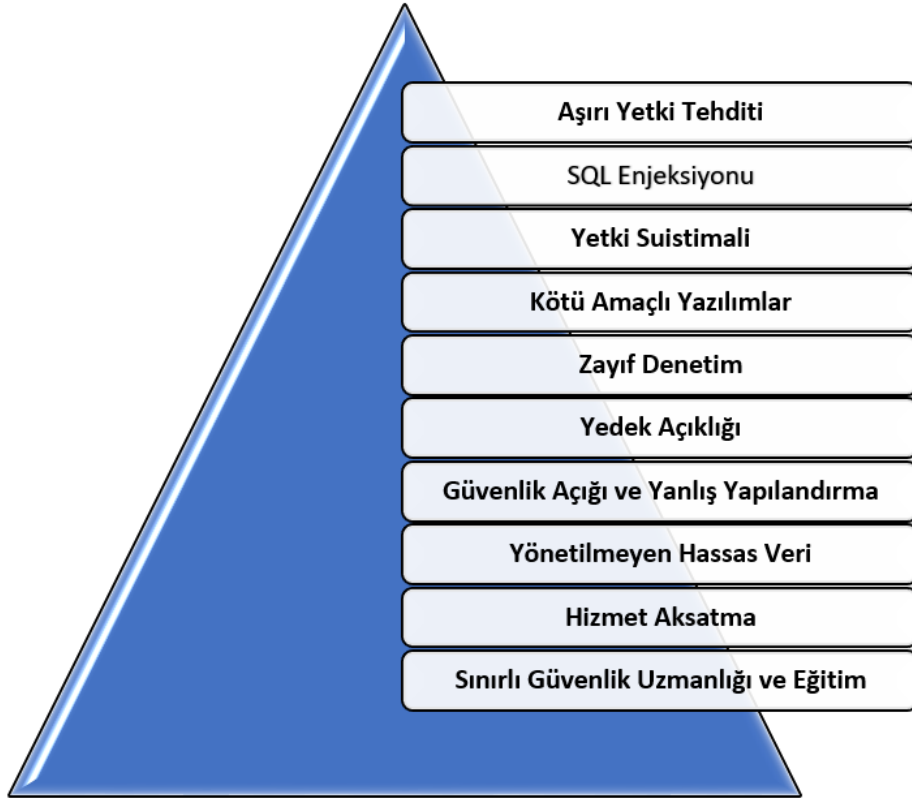 Aşırı Yetki Tehditi
SQL Enjeksiyonu
Yetki Suistimali
Kötü Amaçlı Yazılımlar
Zayıf Denetim
Yedek Açıklığı
Güvenlik Açığı ve Yanlış Yapılandırma
Yönetilmeyen Hassas Veri
Hizmet Aksatma
Sınırlı Güvenlik Uzmanlığı ve Eğitim